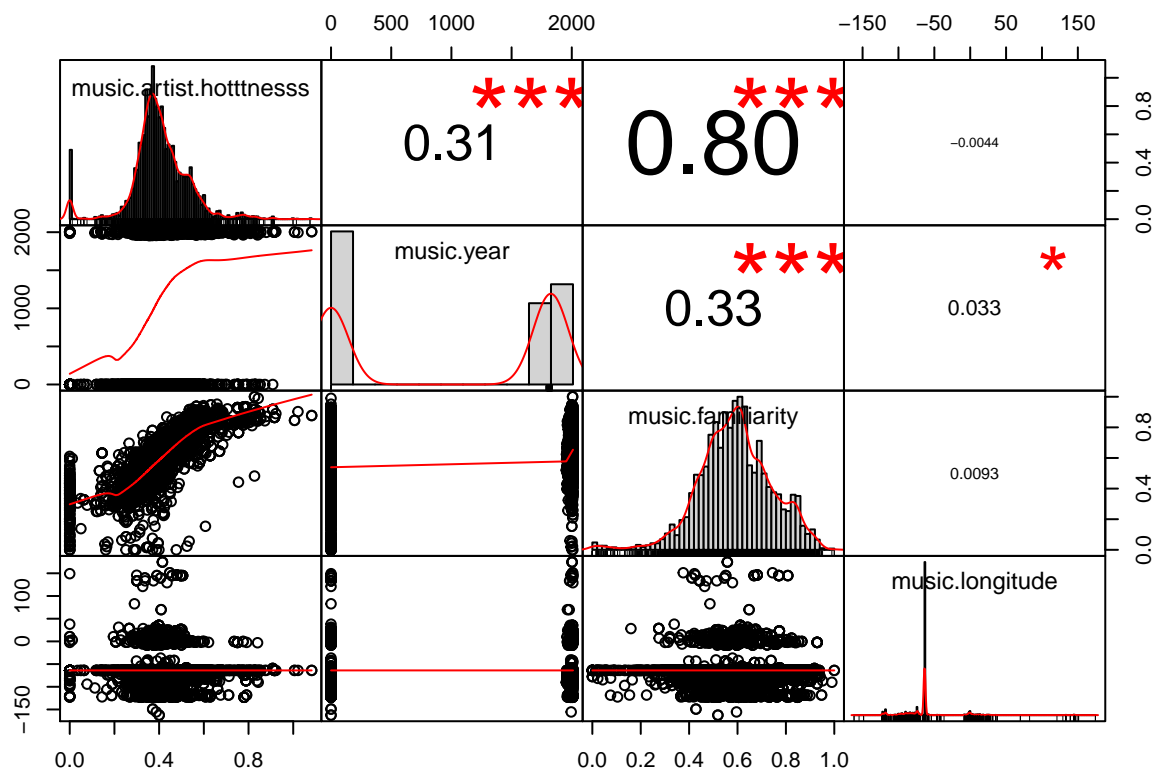 0 500 1000 2000
−150 −50 50 150
music.artist.hotttnesss
***
0.31
***
0.80
−0.0044
0.0 0.4 0.8
0 1000 2000
music.year
***
0.33
*
0.033
music.familiarity
0.0093
0.0 0.4 0.8
−150 0 100
music.longitude
0.0 0.4 0.8
0.0 0.2 0.4 0.6 0.8 1.0